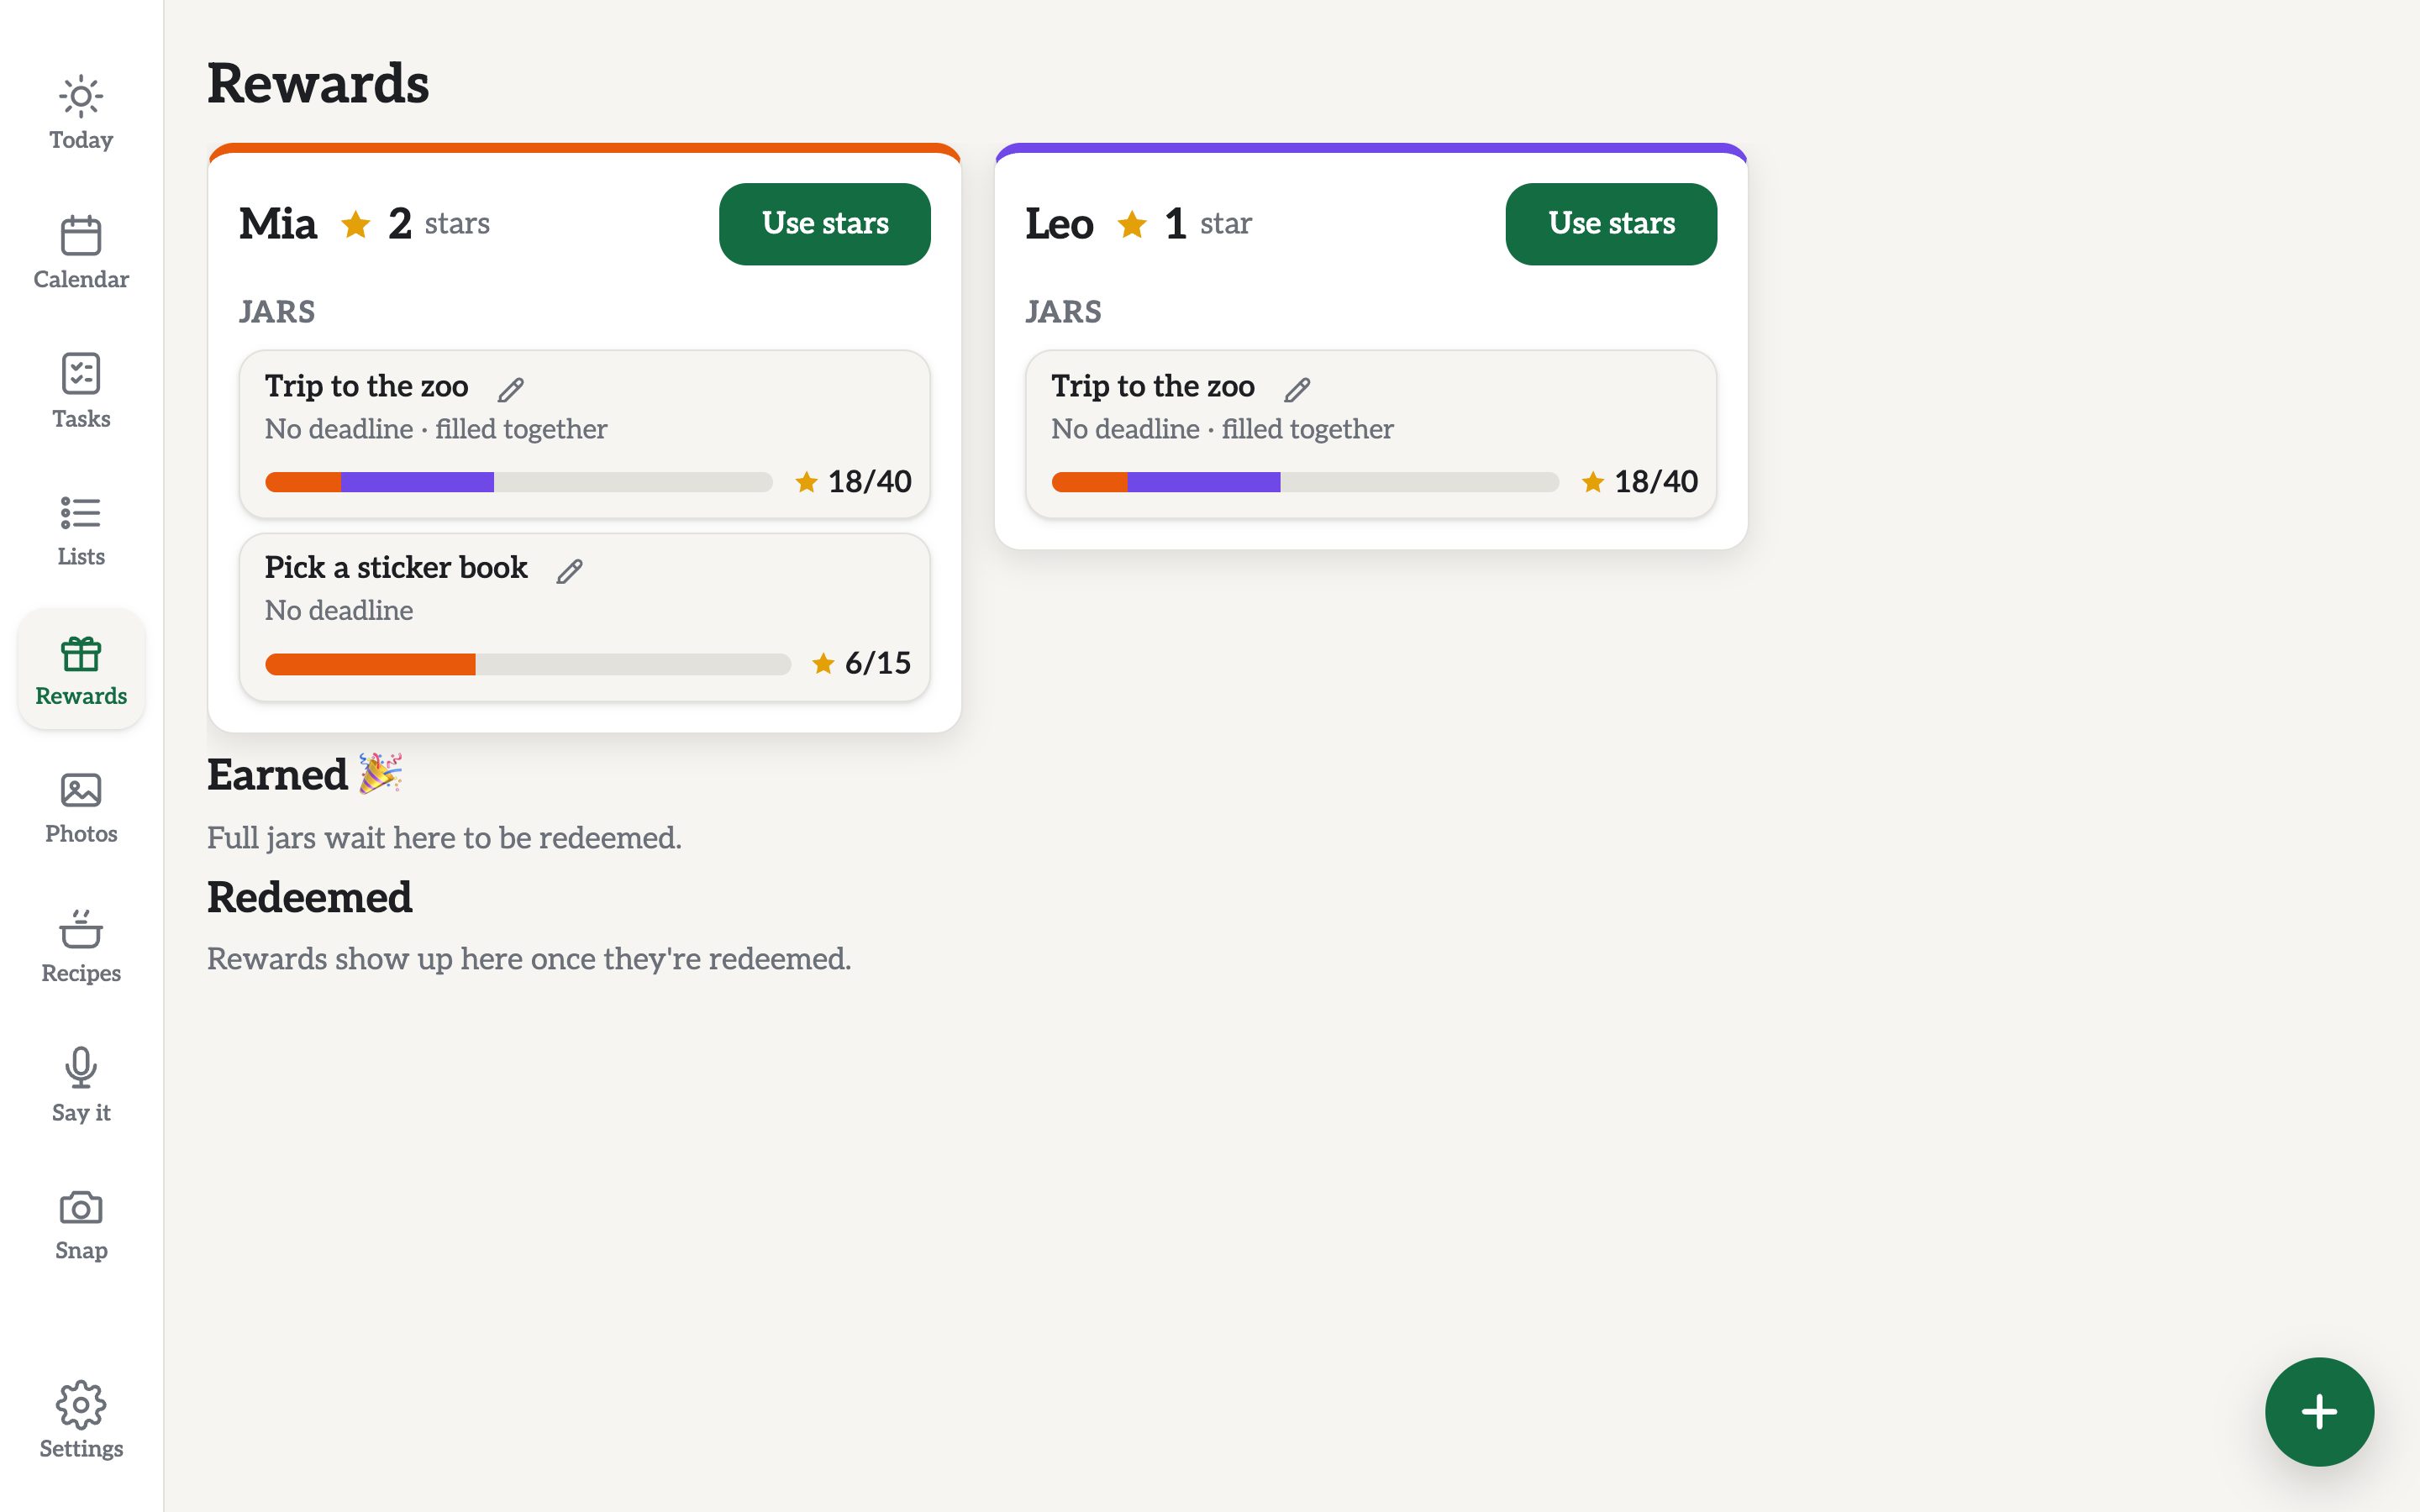 Today
Calendar
Tasks
Lists
Rewards
Photos
Recipes
Say it
Snap
Settings
Rewards
Mia 2 stars Use stars
JARS
Trip to the zoo
No deadline · filled together
18/40
Pick a sticker book
No deadline
6/15
Leo 1 star Use stars
JARS
Trip to the zoo
No deadline · filled together
18/40
Earned 🎉
Full jars wait here to be redeemed.
Redeemed
Rewards show up here once they're redeemed.